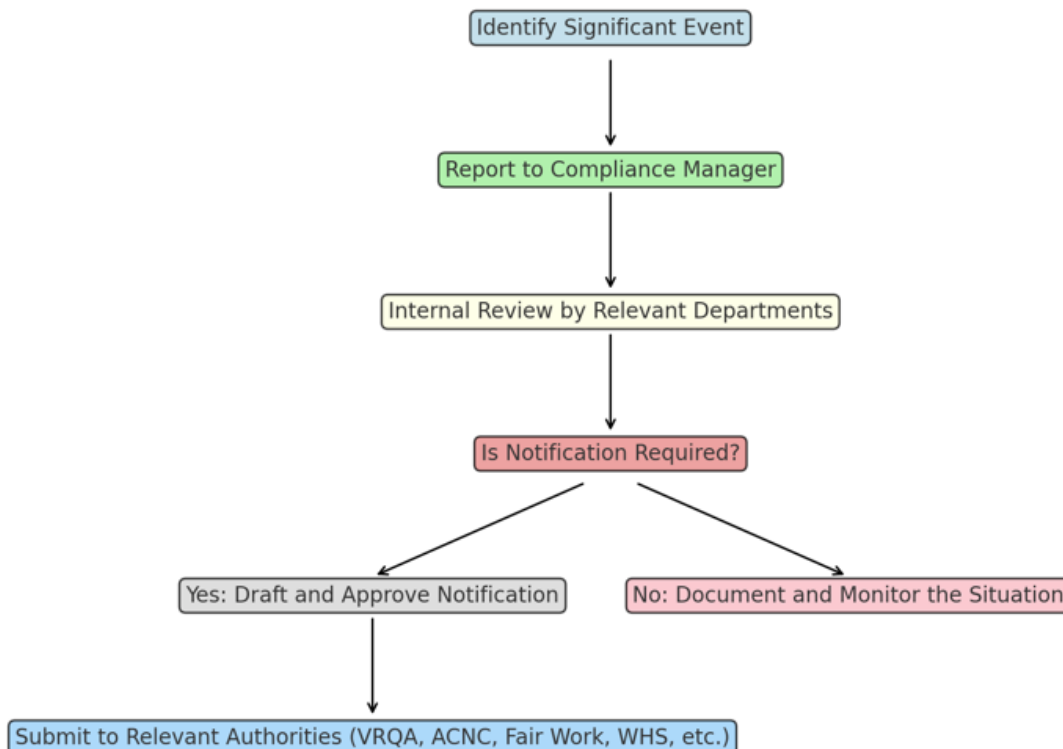 Identify Significant Event
Report to Compliance Manager
Internal Review by Relevant Departments
Is Notification Required?
Yes: Draft and Approve Notification
No: Document and Monitor the Situation
Submit to Relevant Authorities (VRQA, ACNC, Fair Work, WHS, etc.)